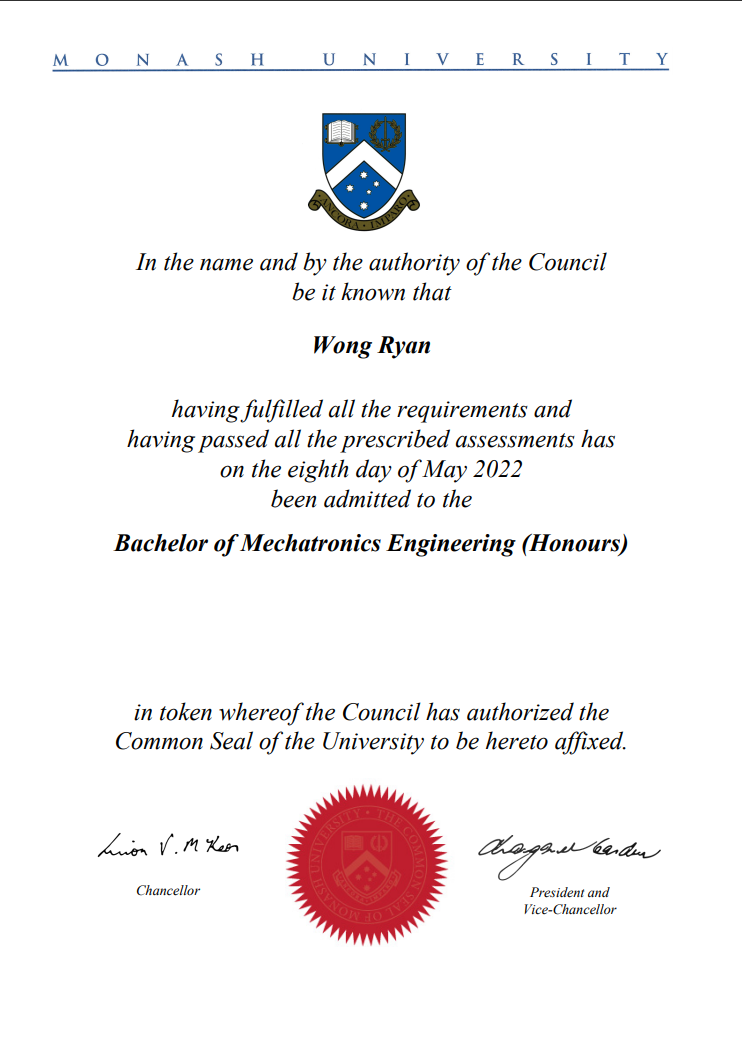 MONASH UNIVERSITY
ANCORA IMPARO
In the name and by the authority of the Council
be it known that
Wong Ryan
having fulfilled all the requirements and
having passed all the prescribed assessments has
on the eighth day of May 2022
been admitted to the
Bachelor of Mechatronics Engineering (Honours)
in token whereof the Council has authorized the
Common Seal of the University to be hereto affixed.
THE COMMON SEAL OF MONASH UNIVERSITY
Chancellor
President and
Vice-Chancellor